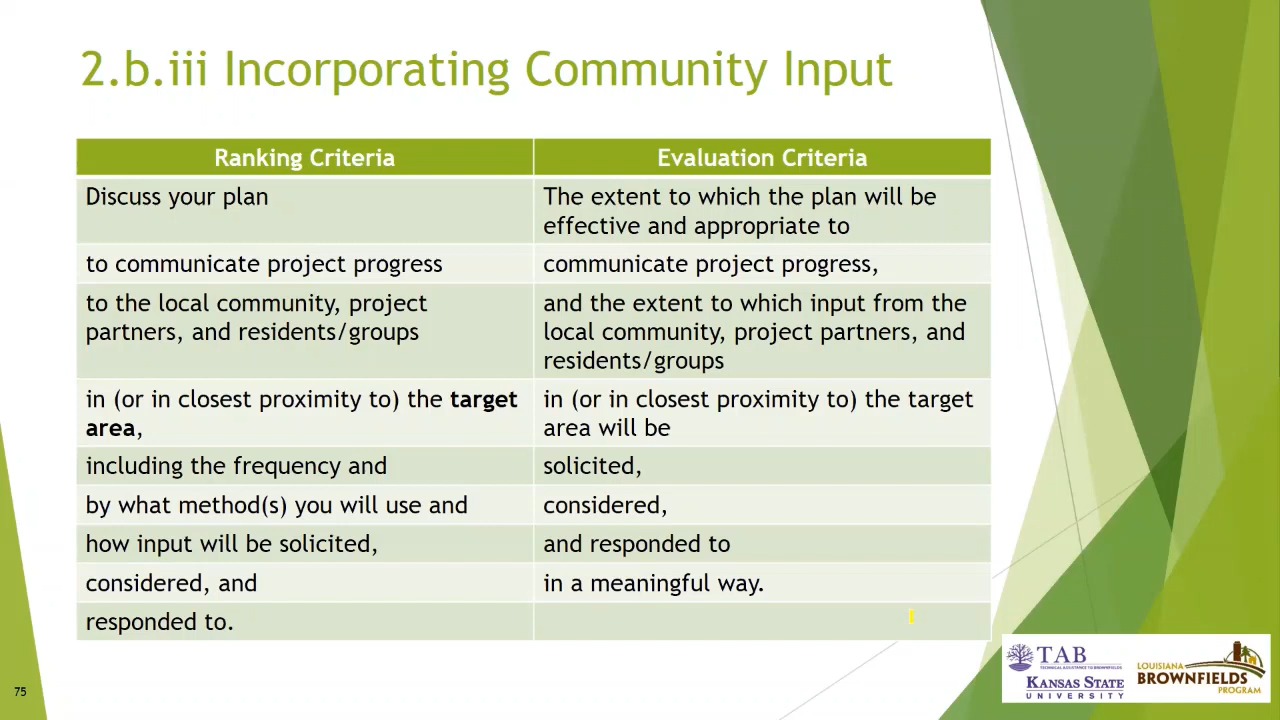 2.b.iii Incorporating Community Input
Ranking Criteria
Evaluation Criteria
Discuss your plan
The extent to which the plan will be
effective and appropriate to
to communicate project progress
communicate project progress,
to the local community, project
partners, and residents/groups
and the extent to which input from the
local community, project partners, and
residents/groups
in (or in closest proximity to) the target
area,
in (or in closest proximity to) the target
area will be
including the frequency and
solicited,
by what method(s) you will use and
considered,
how input will be solicited,
and responded to
considered, and
in a meaningful way.
responded to.
75
TAB
TECHNICAL ASSISTANCE TO BROWNFIELDS
KANSAS STATE
UNIVERSITY
LOUISIANA
BROWNFIELDS
PROGRAM